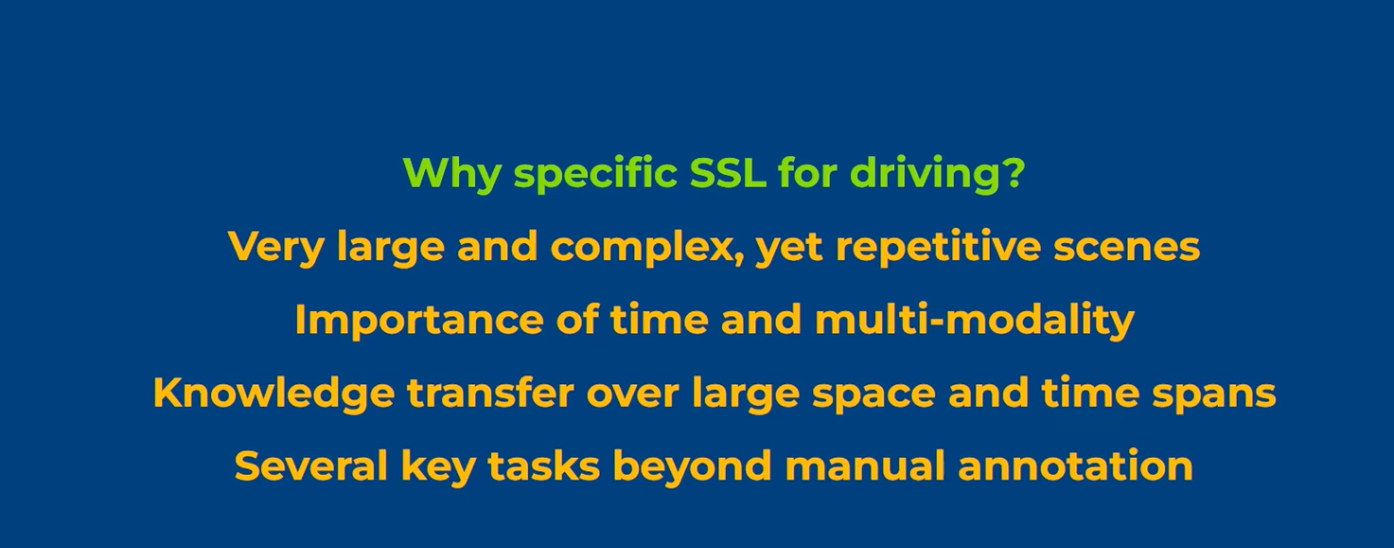 Why specific SSL for driving?
Very large and complex, yet repetitive scenes
Importance of time and multi-modality
Knowledge transfer over large space and time spans
Several key tasks beyond manual annotation